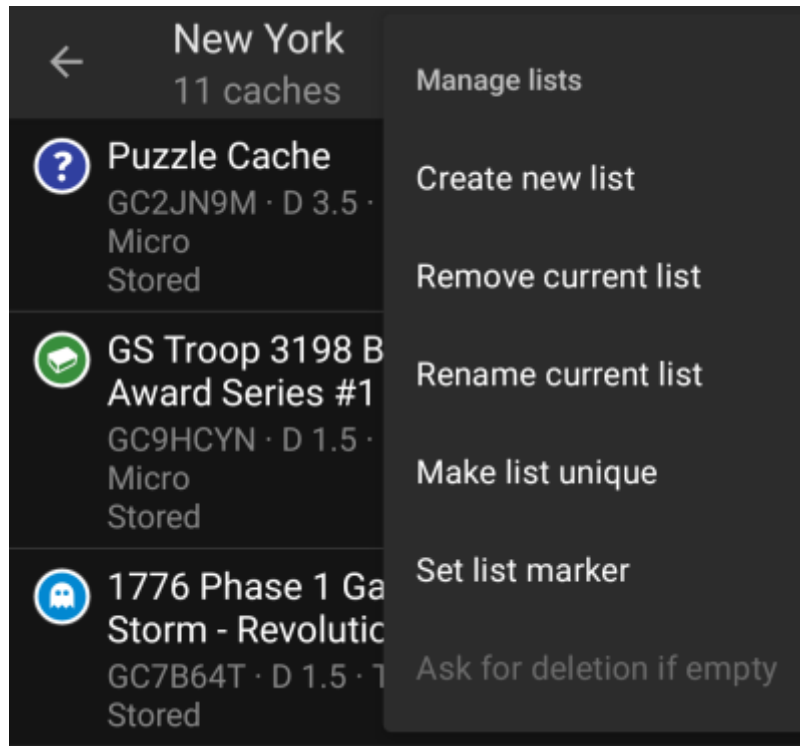 New York
11 caches
Puzzle Cache
GC2JN9M · D 3.5 ·
Micro
Stored
GS Troop 3198 B
Award Series #1
GC9HCYN · D 1.5 ·
Micro
Stored
1776 Phase 1 Ga
Storm - Revolutic
GC7B64T · D 1.5 · T
Stored
Manage lists
Create new list
Remove current list
Rename current list
Make list unique
Set list marker
Ask for deletion if empty